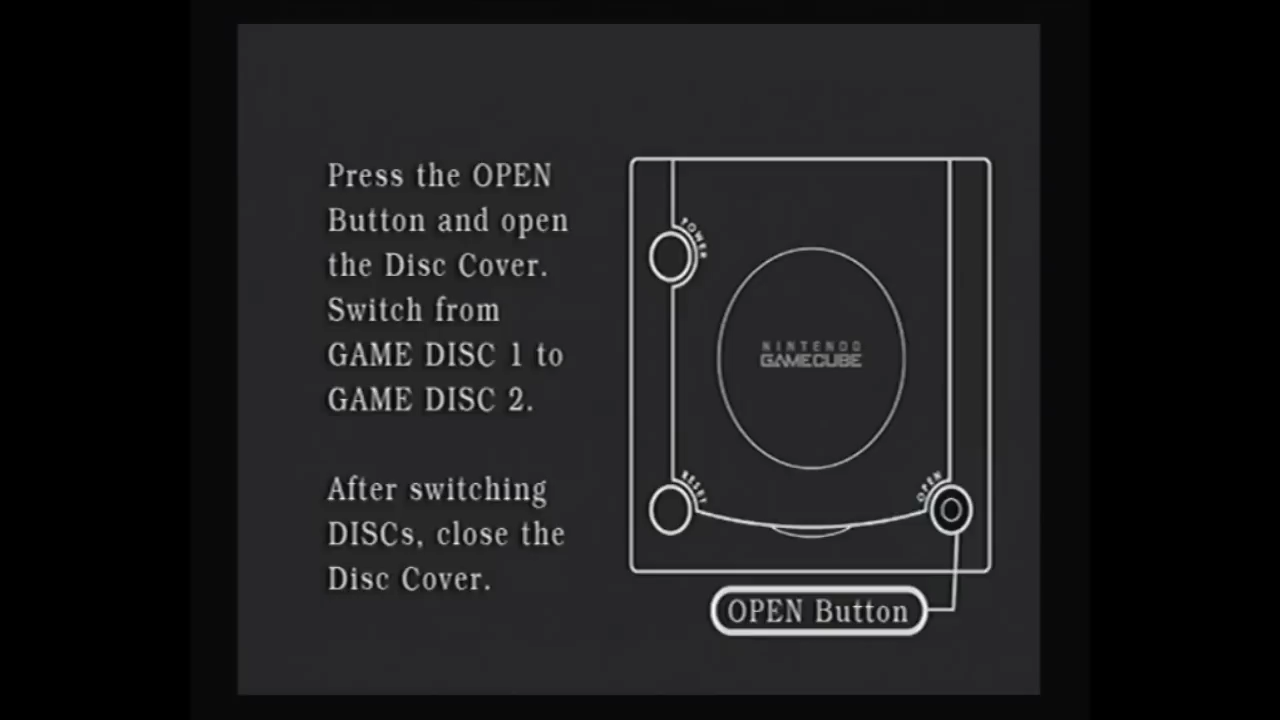 Press the OPEN
Button and open
the Disc Cover.
Switch from
GAME DISC 1 to
GAME DISC 2.
After switching
DISCs, close the
Disc Cover.
POWER
NINTENDO
GAMECUBE
RESET
OPEN
OPEN Button